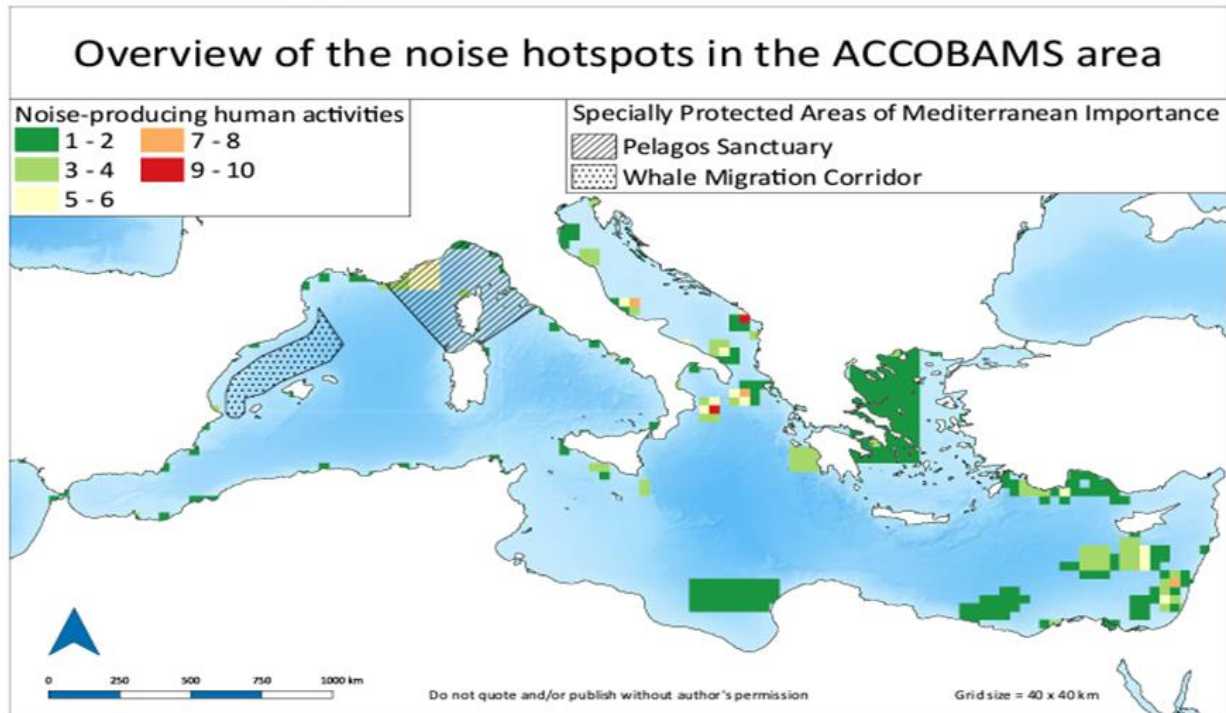 Overview of the noise hotspots in the ACCOBAMS area
Noise-producing human activities
1 - 2
7 - 8
3 - 4
9 - 10
5 - 6
Specially Protected Areas of Mediterranean Importance
Pelagos Sanctuary
Whale Migration Corridor
0 250 500 750 1000 km
Do not quote and/or publish without author's permission
Grid size = 40 x 40 km